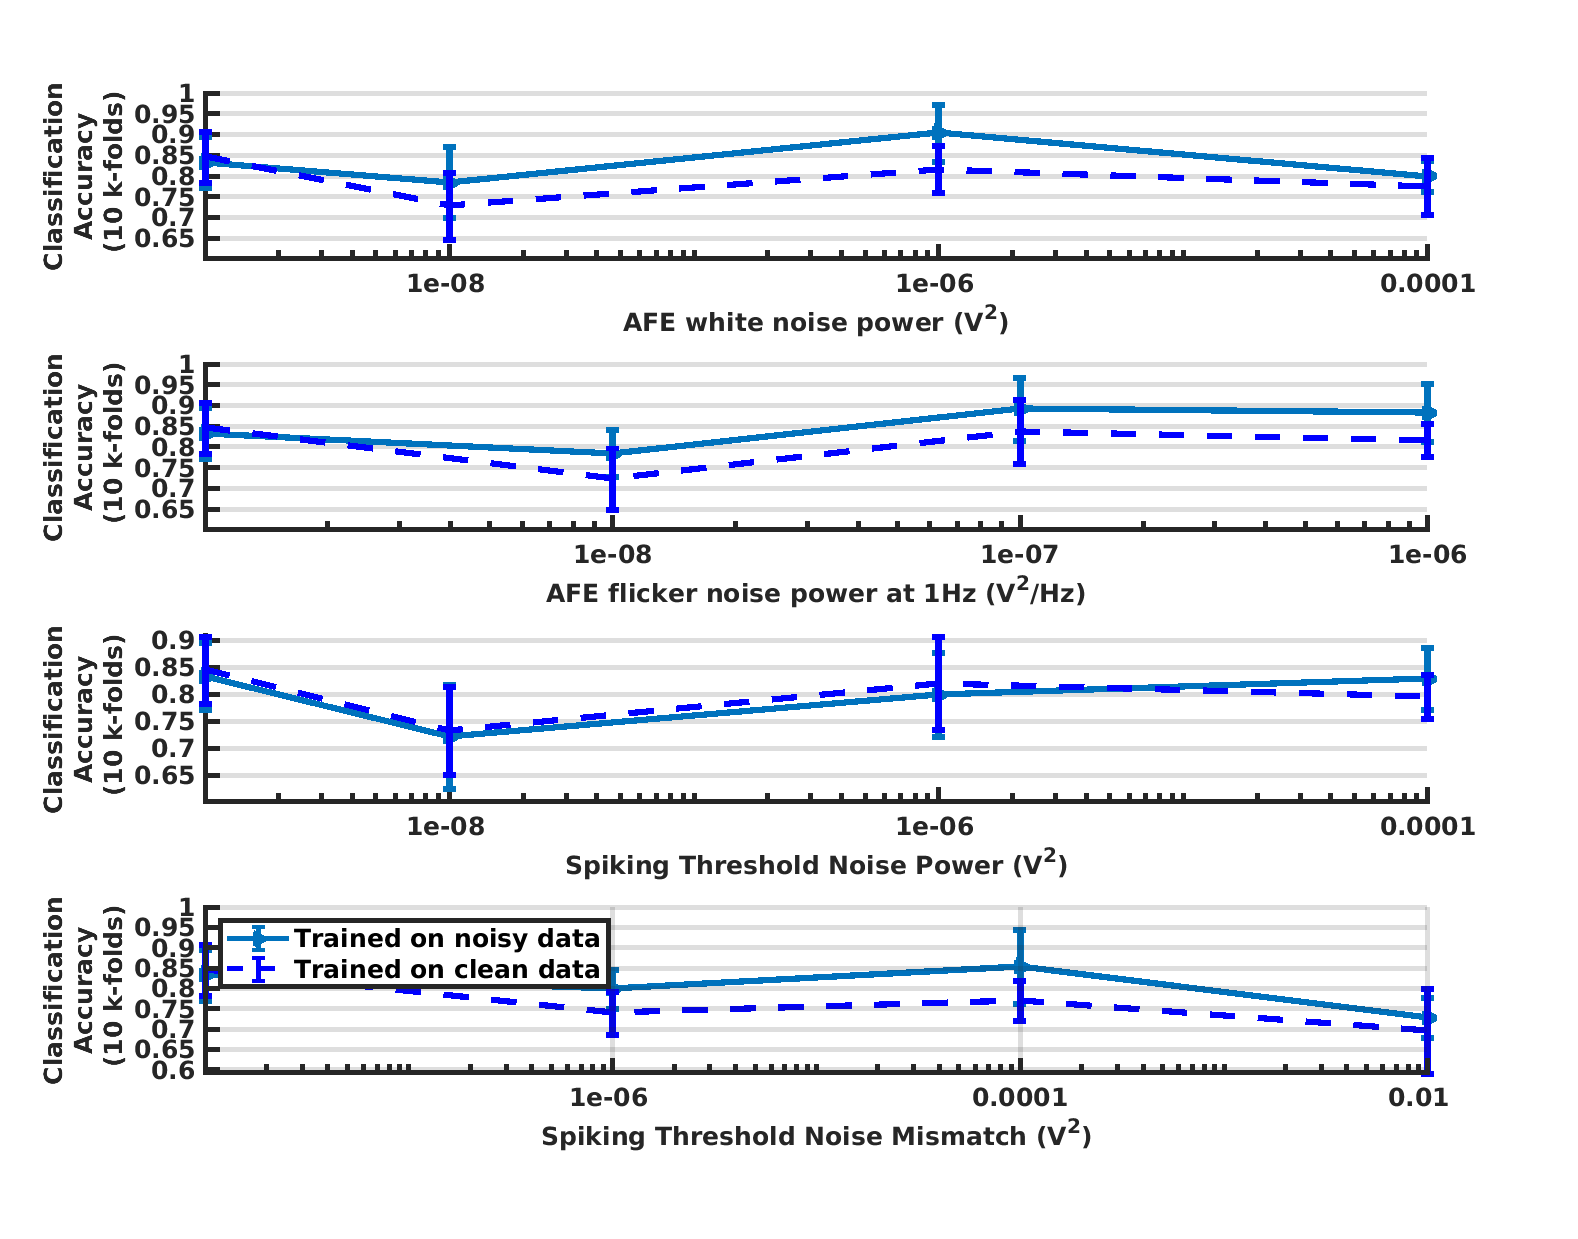 Classification
Accuracy
(10 k-folds)
1
0.95
0.9
0.85
0.8
0.75
0.7
0.65
1e-08
1e-06
0.0001
AFE white noise power (V²)
Classification
Accuracy
(10 k-folds)
1
0.95
0.9
0.85
0.8
0.75
0.7
0.65
1e-08
1e-07
1e-06
AFE flicker noise power at 1Hz (V²/Hz)
Classification
Accuracy
(10 k-folds)
0.9
0.85
0.8
0.75
0.7
0.65
1e-08
1e-06
0.0001
Spiking Threshold Noise Power (V²)
Classification
Accuracy
(10 k-folds)
1
0.95
0.9
0.85
0.8
0.75
0.7
0.65
0.6
Trained on noisy data
Trained on clean data
1e-06
0.0001
0.01
Spiking Threshold Noise Mismatch (V²)